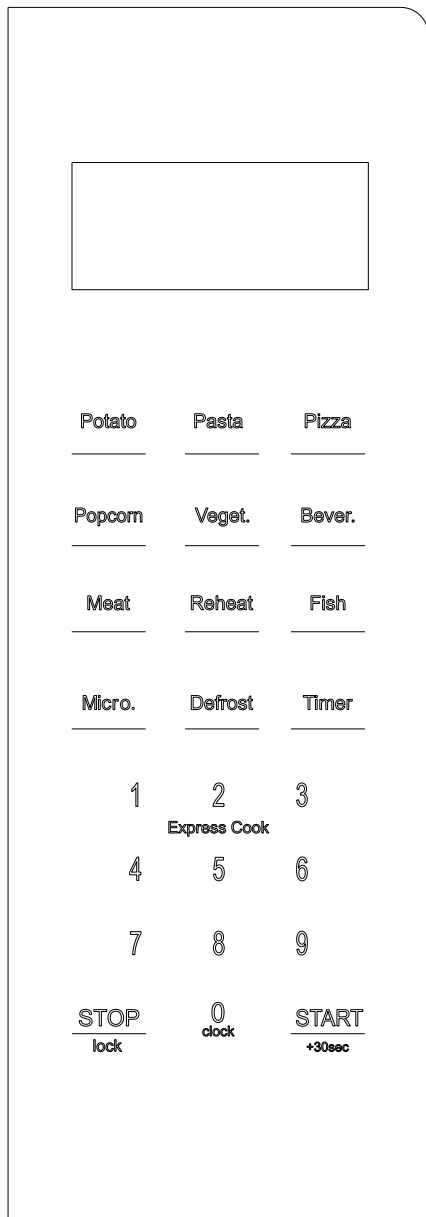 Potato Pasta Pizza
Popcorn Veget. Bever.
Meat Reheat Fish
Micro. Defrost Timer
1 2 3
Express Cook
4 5 6
7 8 9
STOP 0 START
lock clock +30sec